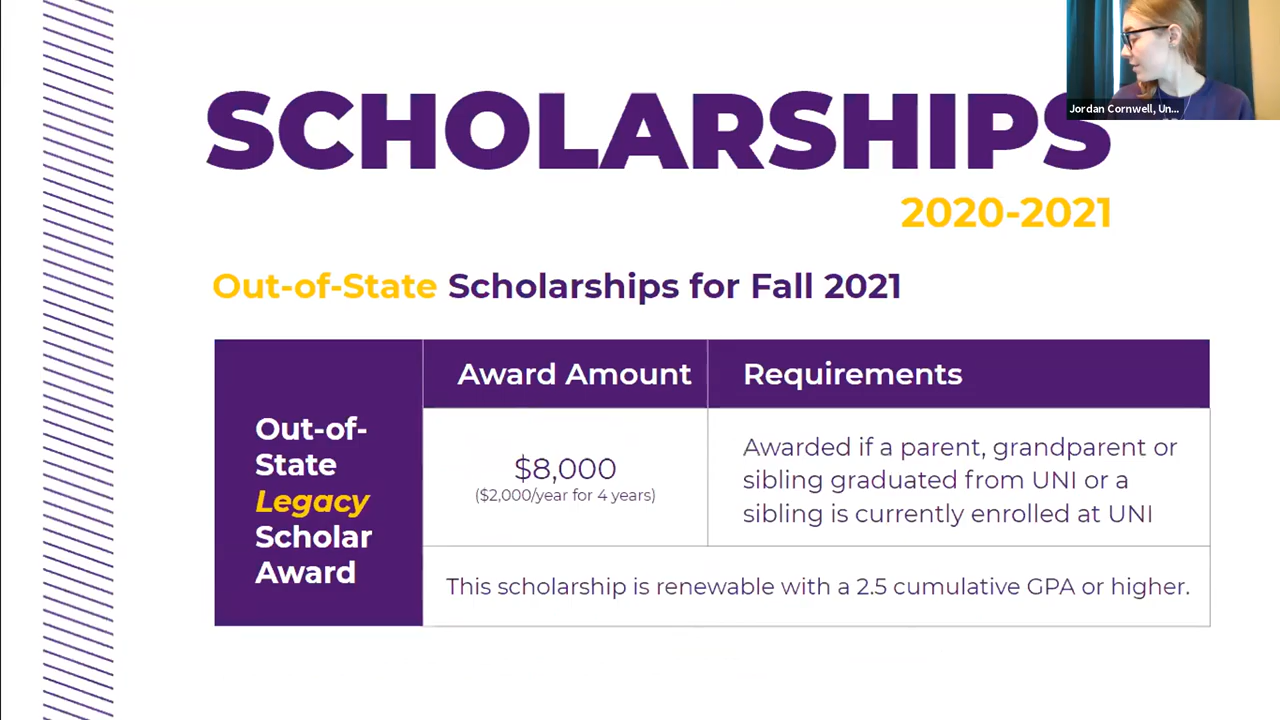 SCHOLARSHIPS
Jordan Cornwell, Un...
2020-2021
Out-of-State Scholarships for Fall 2021
Award Amount
Requirements
Out-of-
State
Legacy
Scholar
Award
$8,000
($2,000/year for 4 years)
Awarded if a parent, grandparent or
sibling graduated from UNI or a
sibling is currently enrolled at UNI
This scholarship is renewable with a 2.5 cumulative GPA or higher.